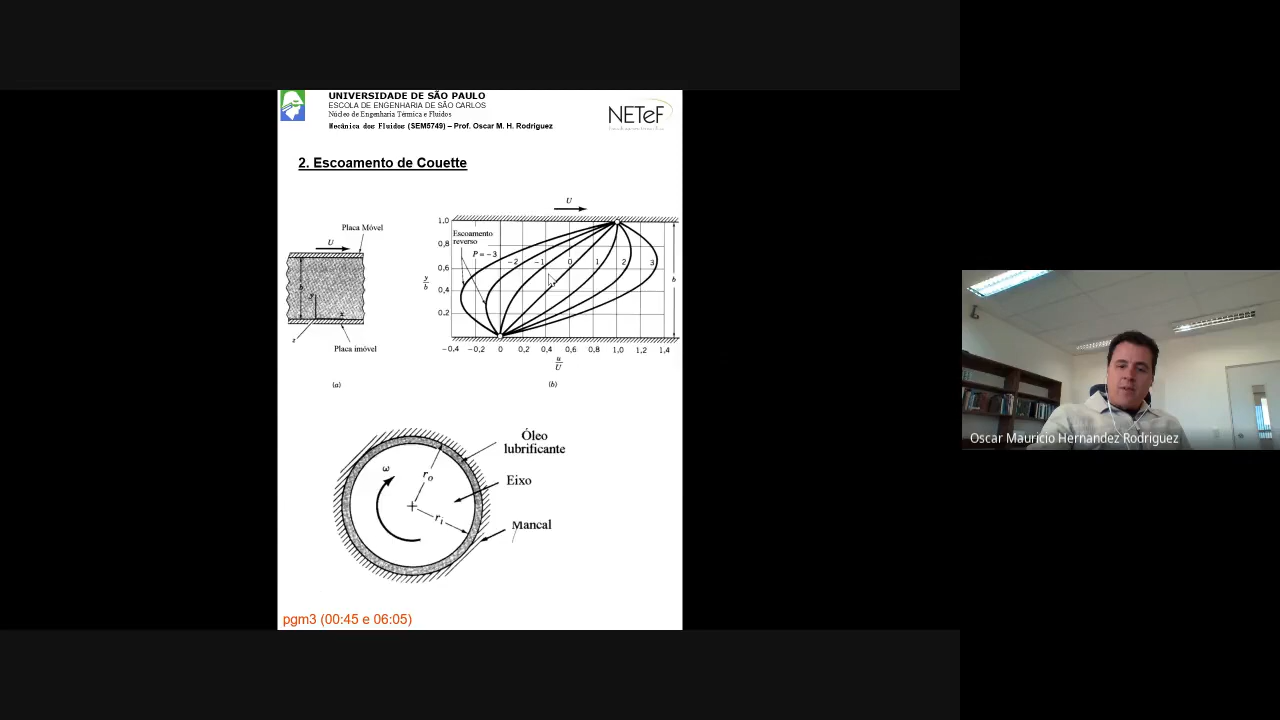 UNIVERSIDADE DE SÃO PAULO
ESCOLA DE ENGENHARIA DE SÃO CARLOS
Núcleo de Engenharia Térmica e Fluidos
Mecânica dos Fluidos (SEM5749) – Prof. Oscar M. H. Rodriguez
NETeF
2. Escoamento de Couette
Placa Móvel
U
b
y
x
z
Placa imóvel
(a)
U
1.0
0,8
0,6
0,4
0.2
y
b
Escoamento
reverso
P = −3
−2
−1
0
1
2
3
b
−0.4 −0,2 0 0,2 0,4 0,6 0,8 1,0 1,2 1,4
u
U
(b)
Óleo
lubrificante
ω
r o
Eixo
r i
Mancal
pgm3 (00:45 e 06:05)
Oscar Mauricio Hernandez Rodriguez